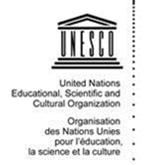 UNESCO
United Nations
Educational, Scientific and
Cultural Organization
Organisation
des Nations Unies
pour l'éducation,
la science et la culture